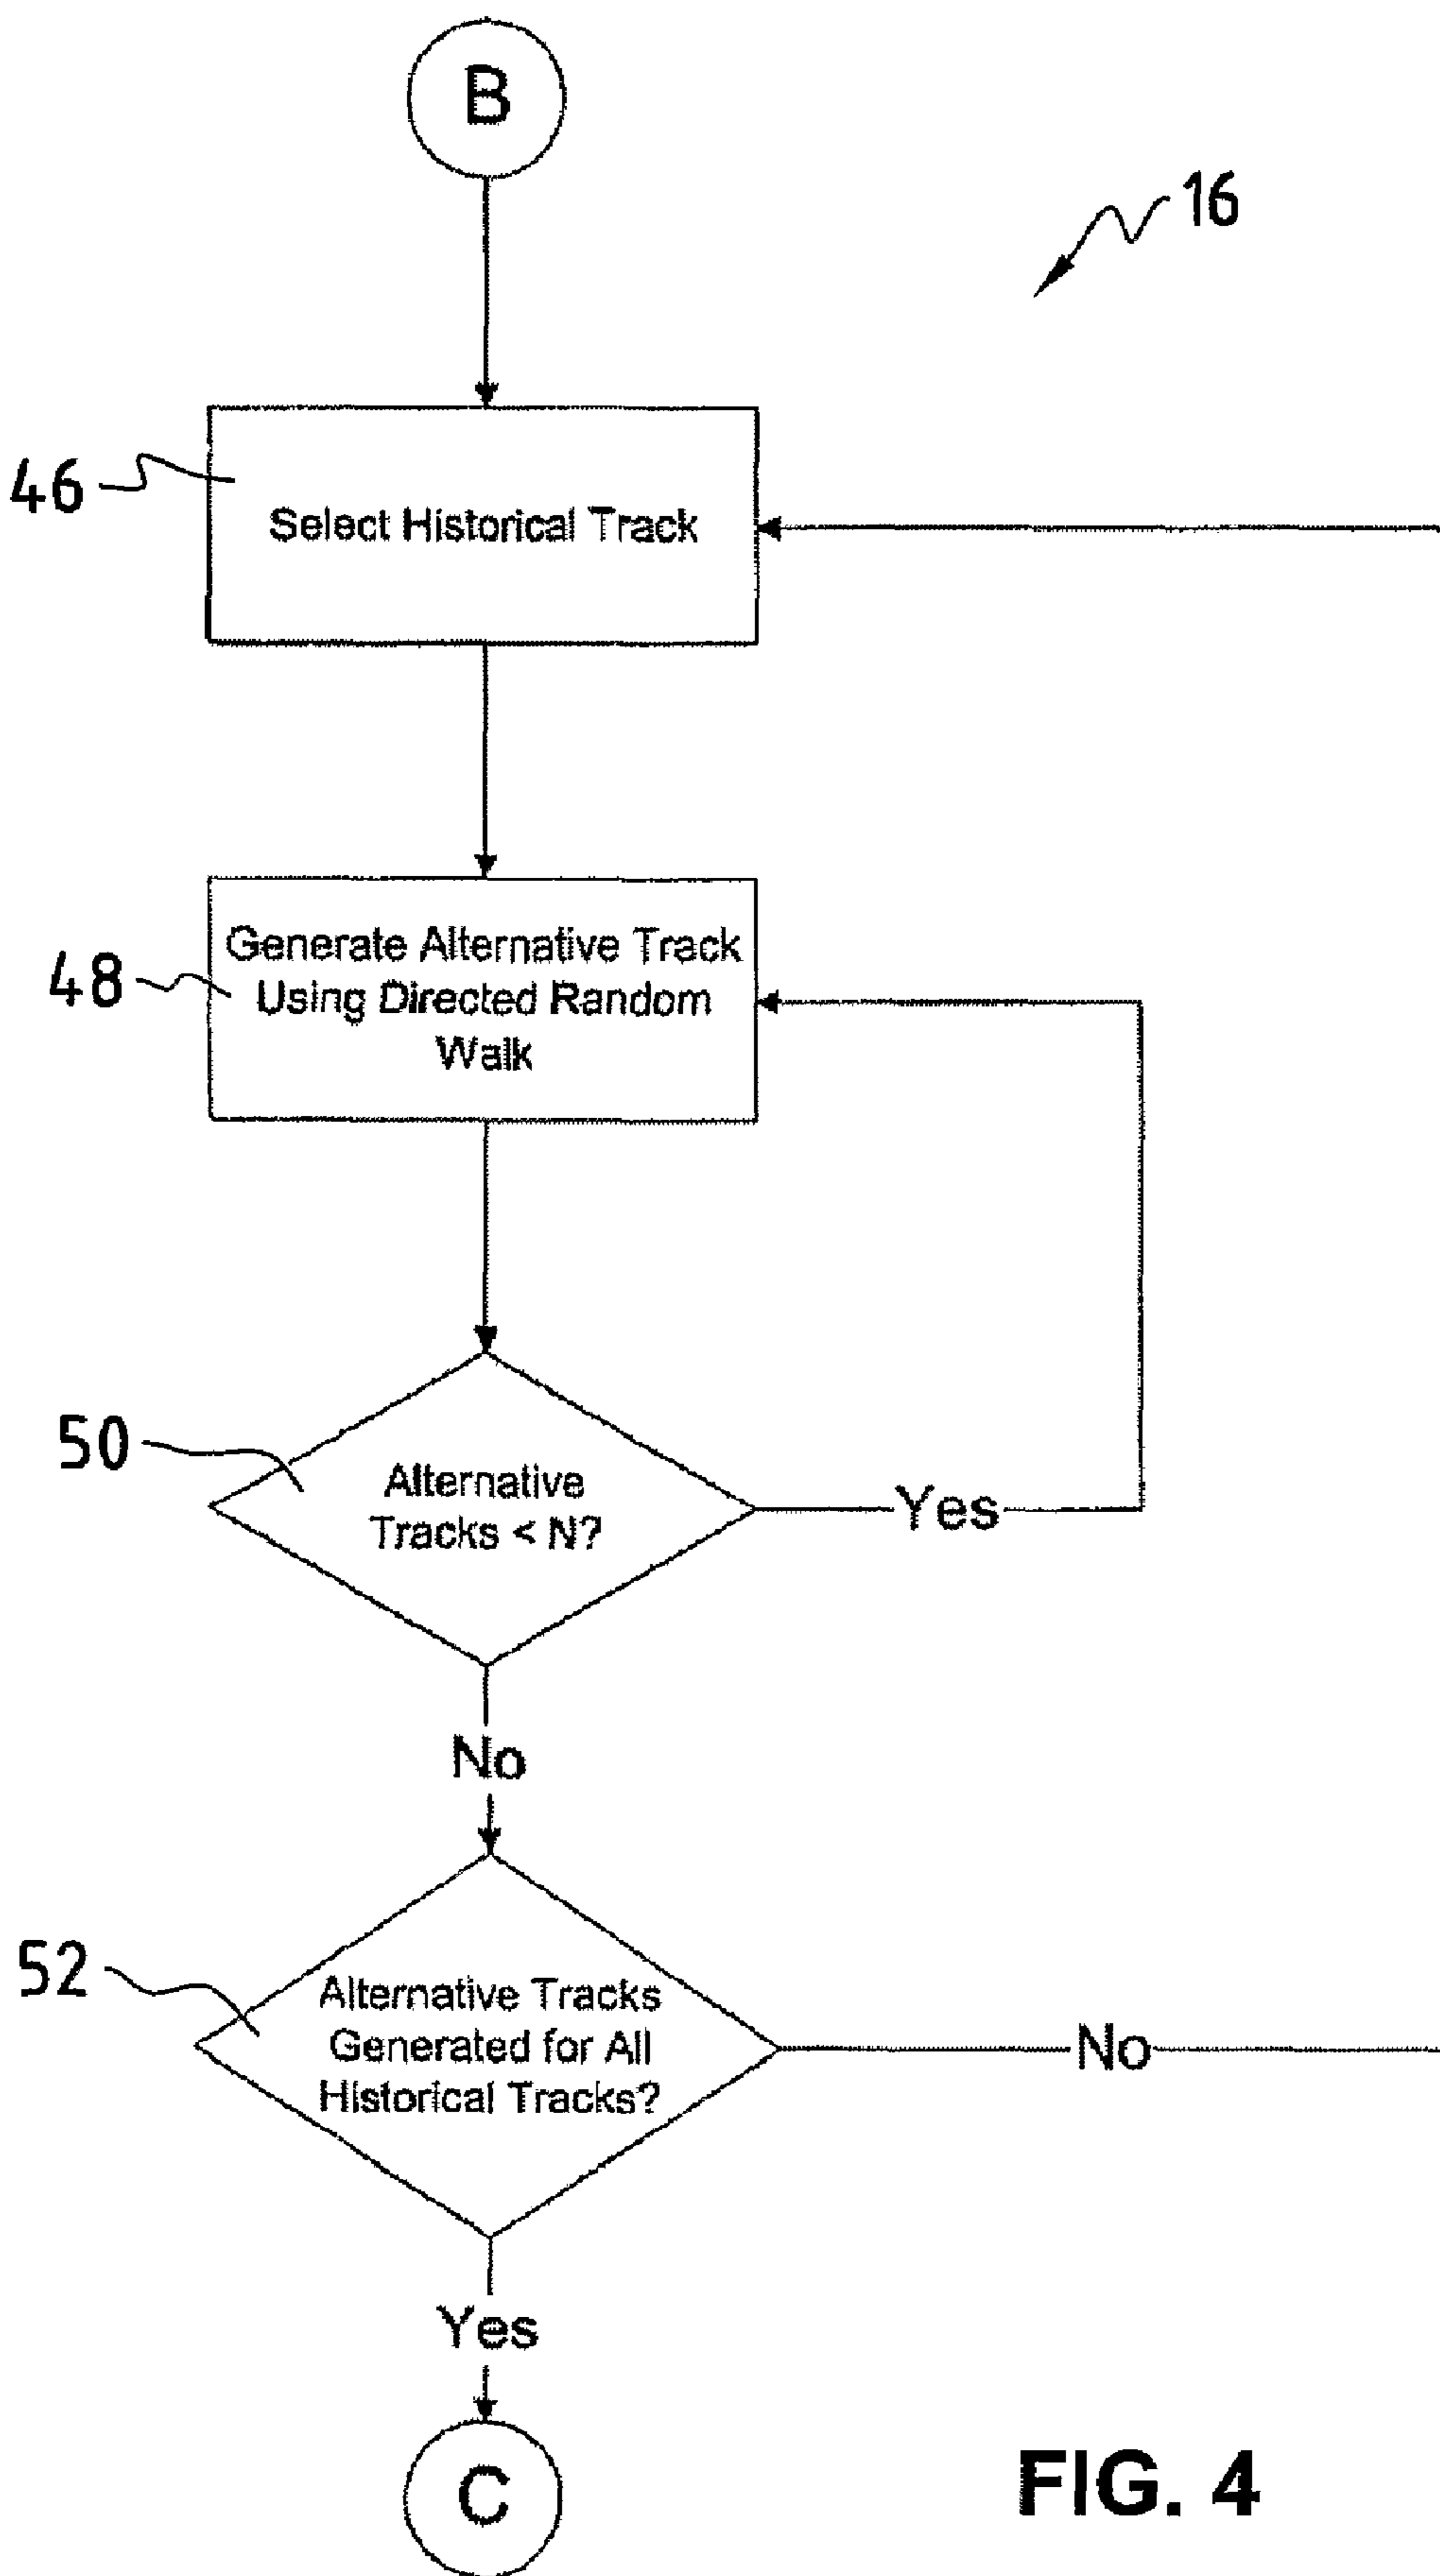 B
16
46
Select Historical Track
48
Generate Alternative Track
Using Directed Random
Walk
50
Alternative
Tracks < N?
Yes
No
52
Alternative Tracks
Generated for All
Historical Tracks?
No
Yes
C
FIG. 4